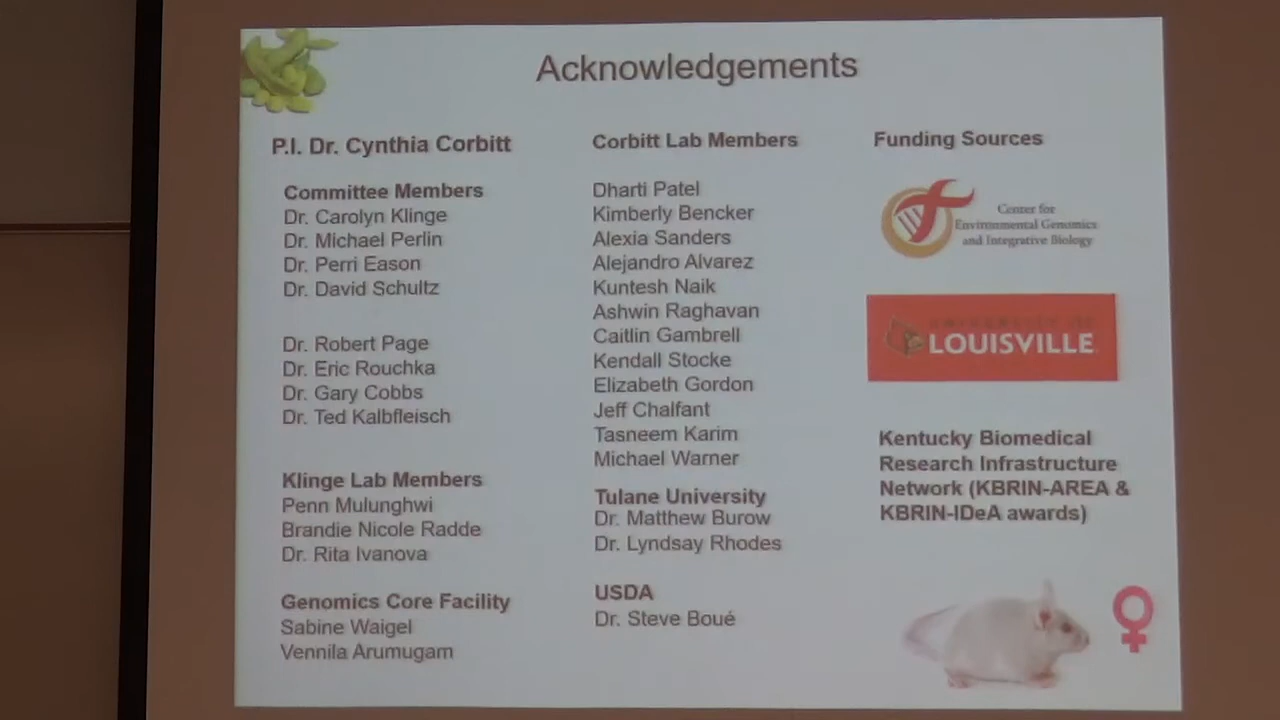 Acknowledgements
P.I. Dr. Cynthia Corbitt
Committee Members
Dr. Carolyn Klinge
Dr. Michael Perlin
Dr. Perri Eason
Dr. David Schultz
Dr. Robert Page
Dr. Eric Rouchka
Dr. Gary Cobbs
Dr. Ted Kalbfleisch
Klinge Lab Members
Penn Mulunghwi
Brandie Nicole Radde
Dr. Rita Ivanova
Genomics Core Facility
Sabine Waigel
Vennila Arumugam
Corbitt Lab Members
Dharti Patel
Kimberly Bencker
Alexia Sanders
Alejandro Alvarez
Kuntesh Naik
Ashwin Raghavan
Caitlin Gambrell
Kendall Stocke
Elizabeth Gordon
Jeff Chalfant
Tasneem Karim
Michael Warner
Tulane University
Dr. Matthew Burow
Dr. Lyndsay Rhodes
USDA
Dr. Steve Boué
Funding Sources
Center for
Environmental Genomics
and Integrative Biology
UNIVERSITY OF
LOUISVILLE
Kentucky Biomedical
Research Infrastructure
Network (KBRIN-AREA &
KBRIN-IDeA awards)